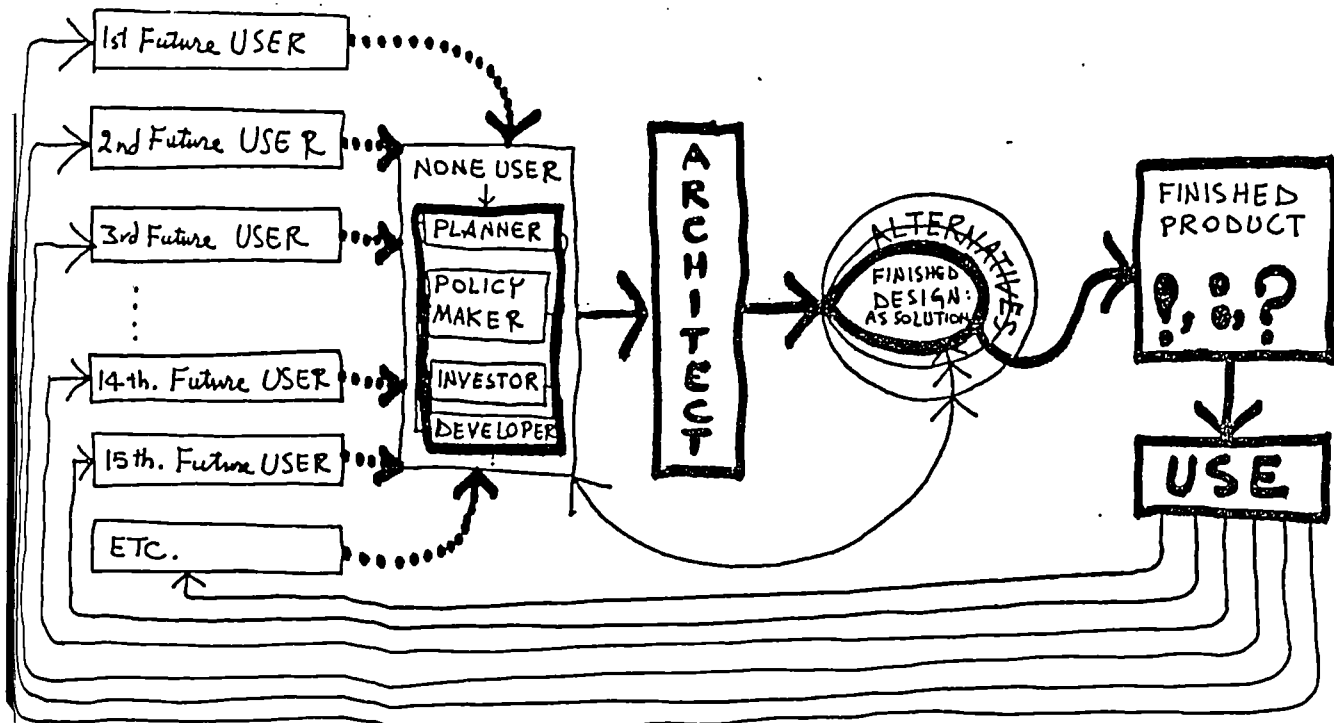 1st Future USER
2nd Future USER
3rd Future USER
14th. Future USER
15th. Future USER
ETC.
NONE USER
PLANNER
POLICY
MAKER
INVESTOR
DEVELOPER
ARCHITECT
ALTERNATIVES
FINISHED
DESIGN:
AS SOLUTION
FINISHED
PRODUCT
!, :, ?
USE